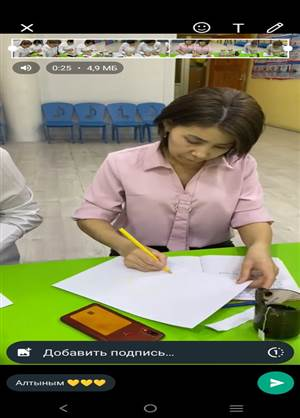 T
0:25 • 4,9 МБ
Добавить подпись...
Алтыным 💛💛💛